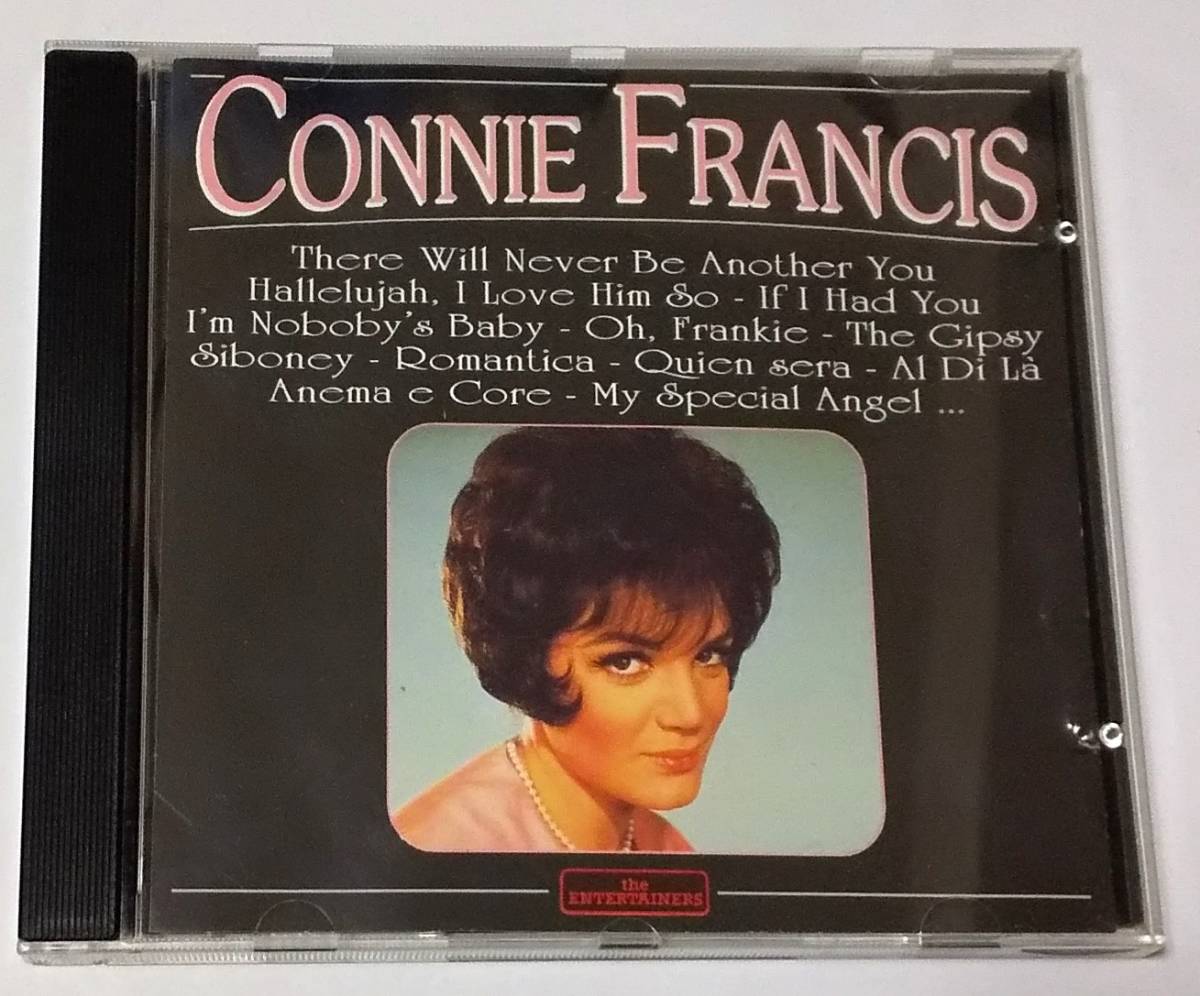 CONNIE FRANCIS
There Will Never Be Another You
Hallelujah, I Love Him So - If I Had You
I'm Noboby's Baby - Oh, Frankie - The Gipsy
Siboney - Romantica - Quien sera - Al Di Là
Anema e Core - My Special Angel ...
the
ENTERTAINERS